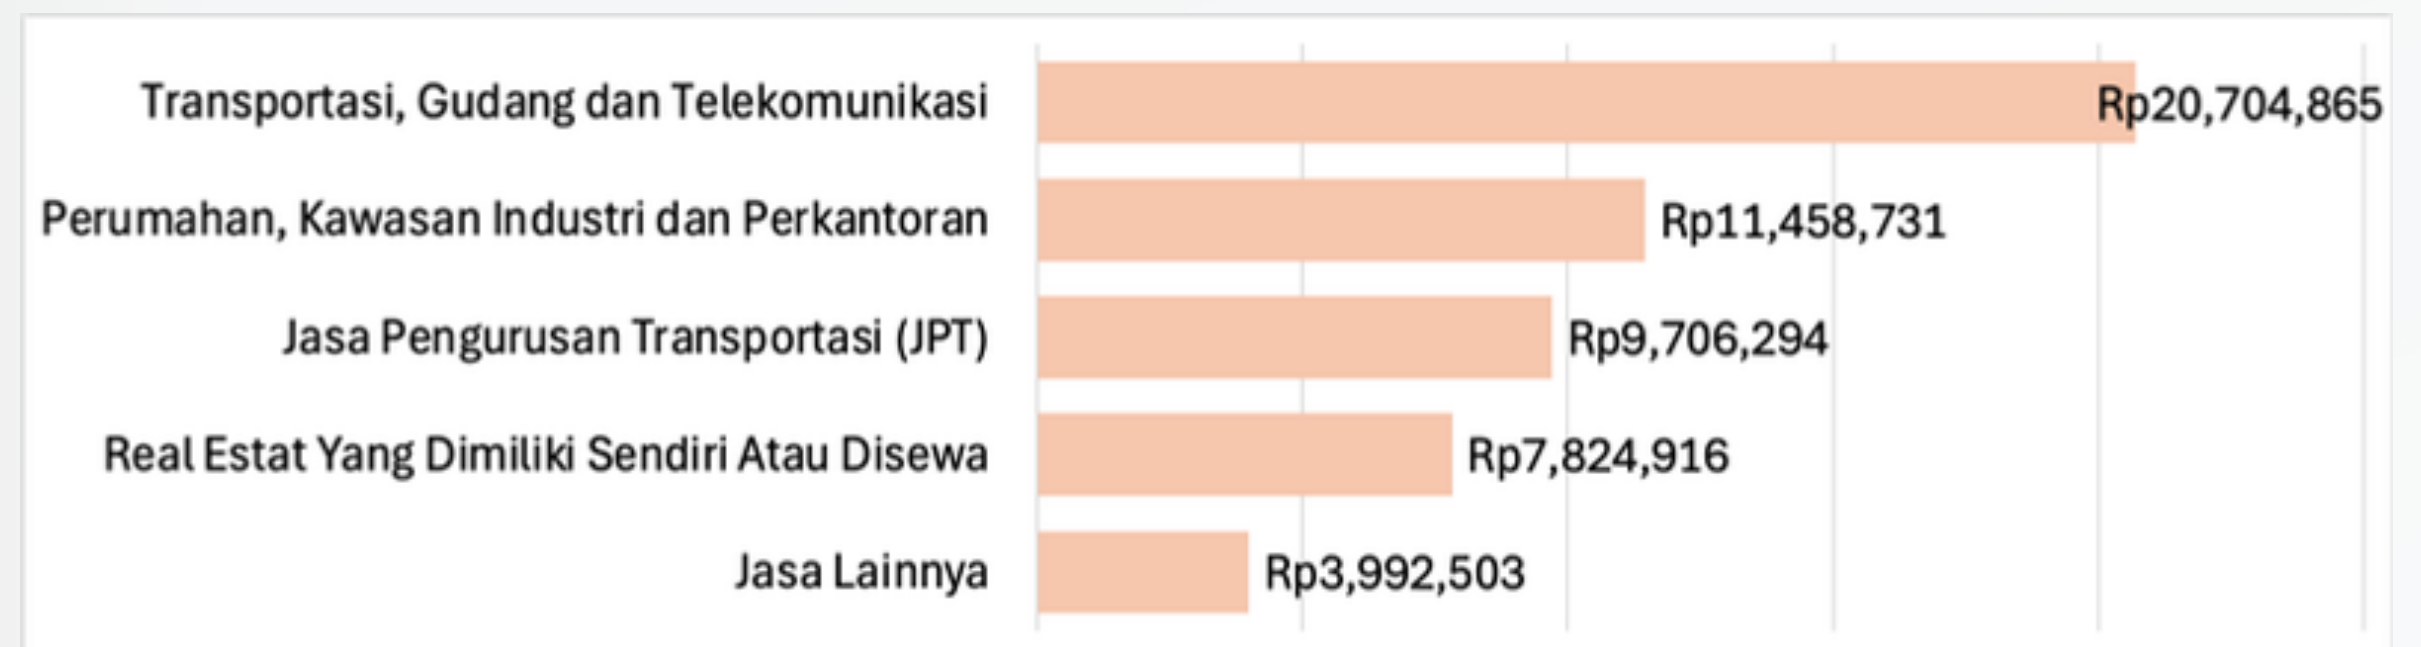 Transportasi, Gudang dan Telekomunikasi Rp20,704,865
Perumahan, Kawasan Industri dan Perkantoran Rp11,458,731
Jasa Pengurusan Transportasi (JPT) Rp9,706,294
Real Estat Yang Dimiliki Sendiri Atau Disewa Rp7,824,916
Jasa Lainnya Rp3,992,503